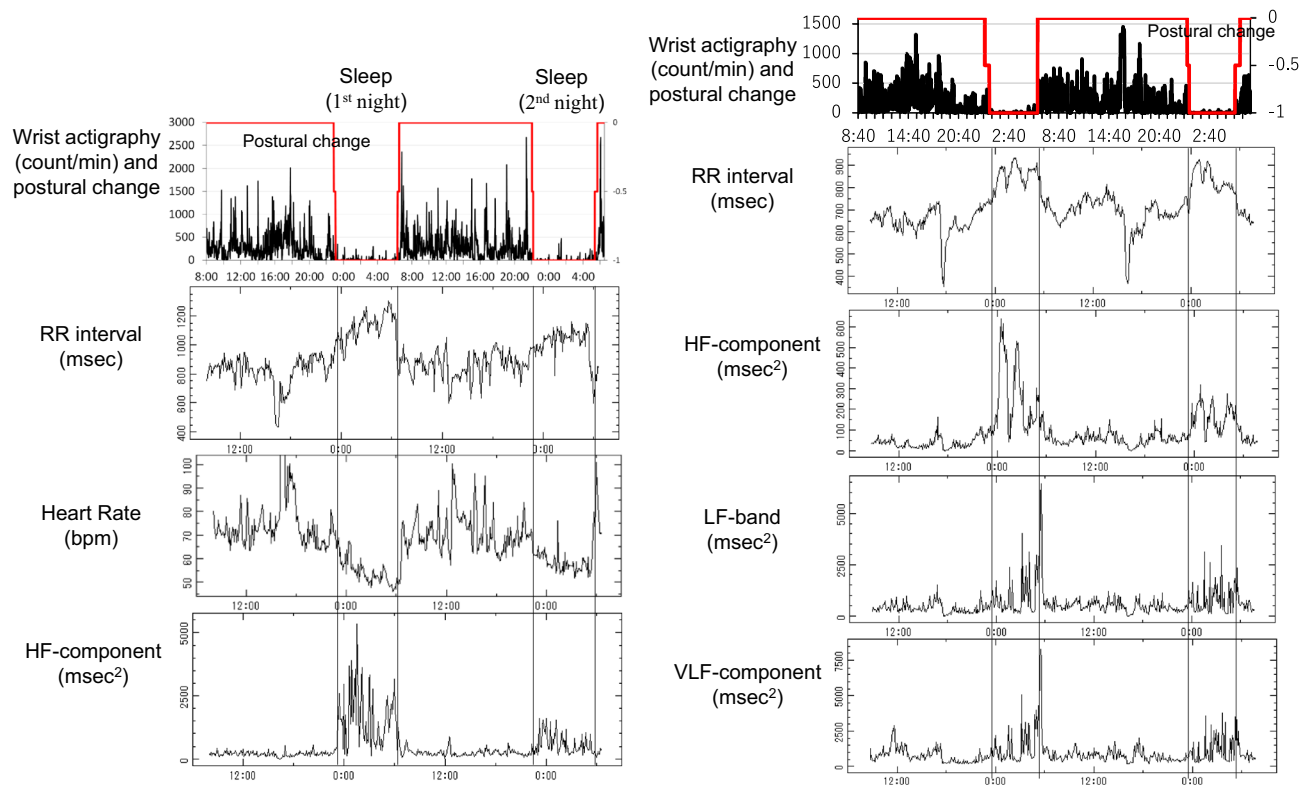 Sleep
(1st night)
Sleep
(2nd night)
Wrist actigraphy
(count/min) and
postural change
3000
2500
2000
1500
1000
500
0
Postural change
0
-0.5
-1
8:00 12:00 16:00 20:00 0:00 4:00 8:00 12:00 16:00 20:00 0:00 4:00
RR interval
(msec)
1200
1000
800
600
400
12:00 0:00 12:00 0:00
Heart Rate
(bpm)
100
90
80
70
60
50
12:00 0:00 12:00 0:00
HF-component
(msec²)
5000
2500
0
12:00 0:00 12:00 0:00
Wrist actigraphy
(count/min) and
postural change
1500
1000
500
0
Postural change
0
-0.5
-1
8:40 14:40 20:40 2:40 8:40 14:40 20:40 2:40
RR interval
(msec)
900
800
700
600
500
400
12:00 0:00 12:00 0:00
HF-component
(msec²)
600
500
400
300
200
100
0
12:00 0:00 12:00 0:00
LF-band
(msec²)
5000
2500
0
12:00 0:00 12:00 0:00
VLF-component
(msec²)
7500
5000
2500
0
12:00 0:00 12:00 0:00